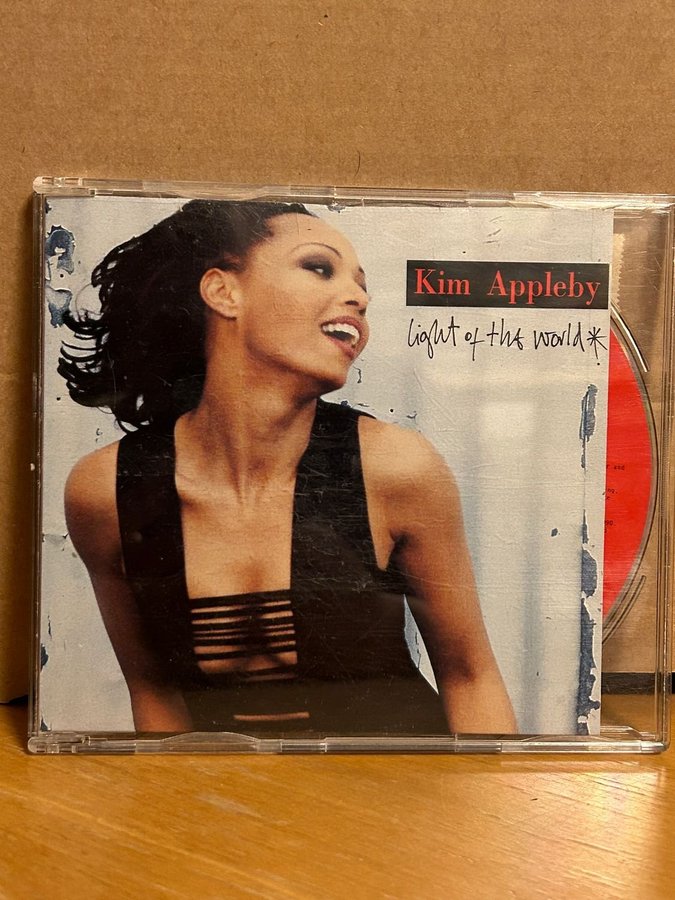 Kim Appleby
light of the world*